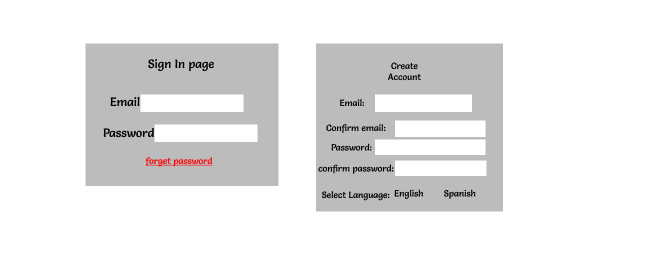 Sign In page
Email
Password
forget password
Create
Account
Email:
Confirm email:
Password:
confirm password:
Select Language: English Spanish